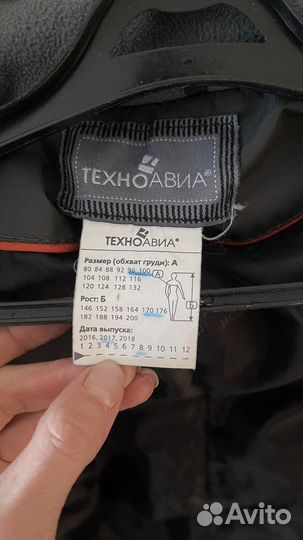 ТЕХНОАВИА®
ТЕХНОАВИА®
Размер (обхват груди): А
80 84 88 92 96 100
104 108 112 116
120 124 128 132
А
Б
Рост: Б
146 152 158 164 170 176
182 188 194 200
Дата выпуска:
2016, 2017, 2018
1 2 3 4 5 6 7 8 9 10 11 12
Avito